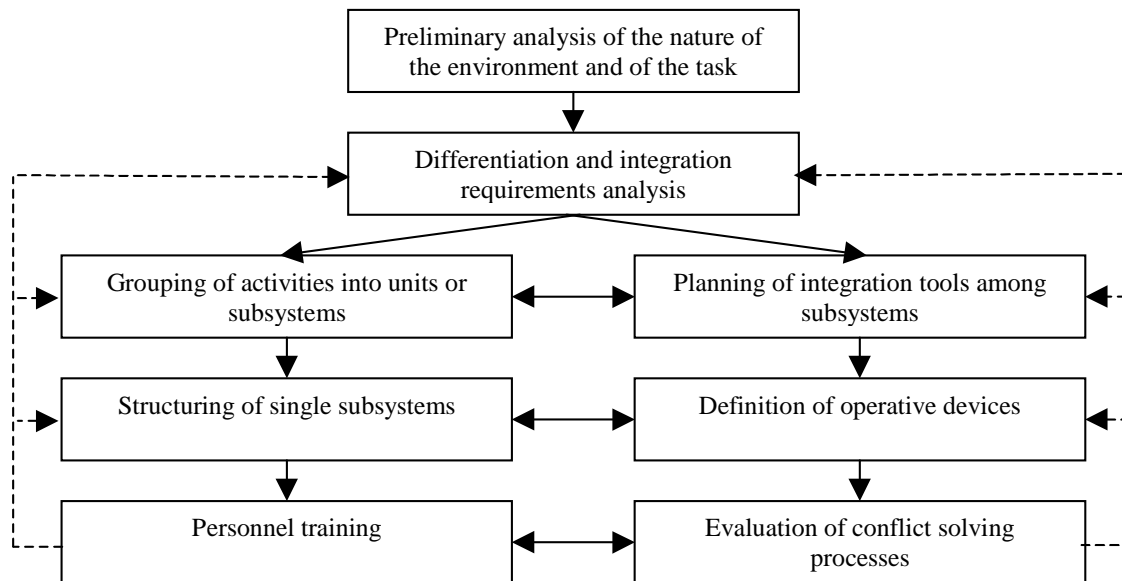 Preliminary analysis of the nature of
the environment and of the task
Differentiation and integration
requirements analysis
Grouping of activities into units or
subsystems
Planning of integration tools among
subsystems
Structuring of single subsystems
Definition of operative devices
Personnel training
Evaluation of conflict solving
processes